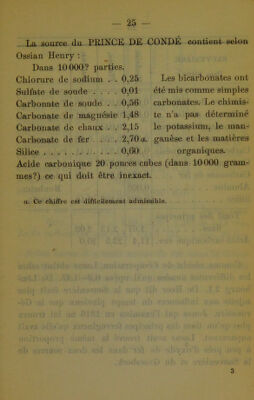 — 25 —
La source du PRINCE DE CONDÉ contient selon
Ossian Henry :
Dans 10 000? parties.
Chlorure de sodium . . 0,25
Sulfate de soude . . . . 0,01
Carbonate de soude . . 0,56
Carbonate de magnésie 1,48
Carbonate de chaux . . 2,15
Carbonate de fer . . . 2,70 a.
Silice . . . . . . . . 0,60
Les bicarbonates ont
été mis comme simples
carbonates. Le chimis-
te n'a pas déterminé
le potassium, le man-
ganèse et les matières
organiques.
Acide carbonique 20 pouces cubes (dans 10 000 gram-
mes?) ce qui doit être inexact.
a. Ce chiffre est difficilement admissible.
3